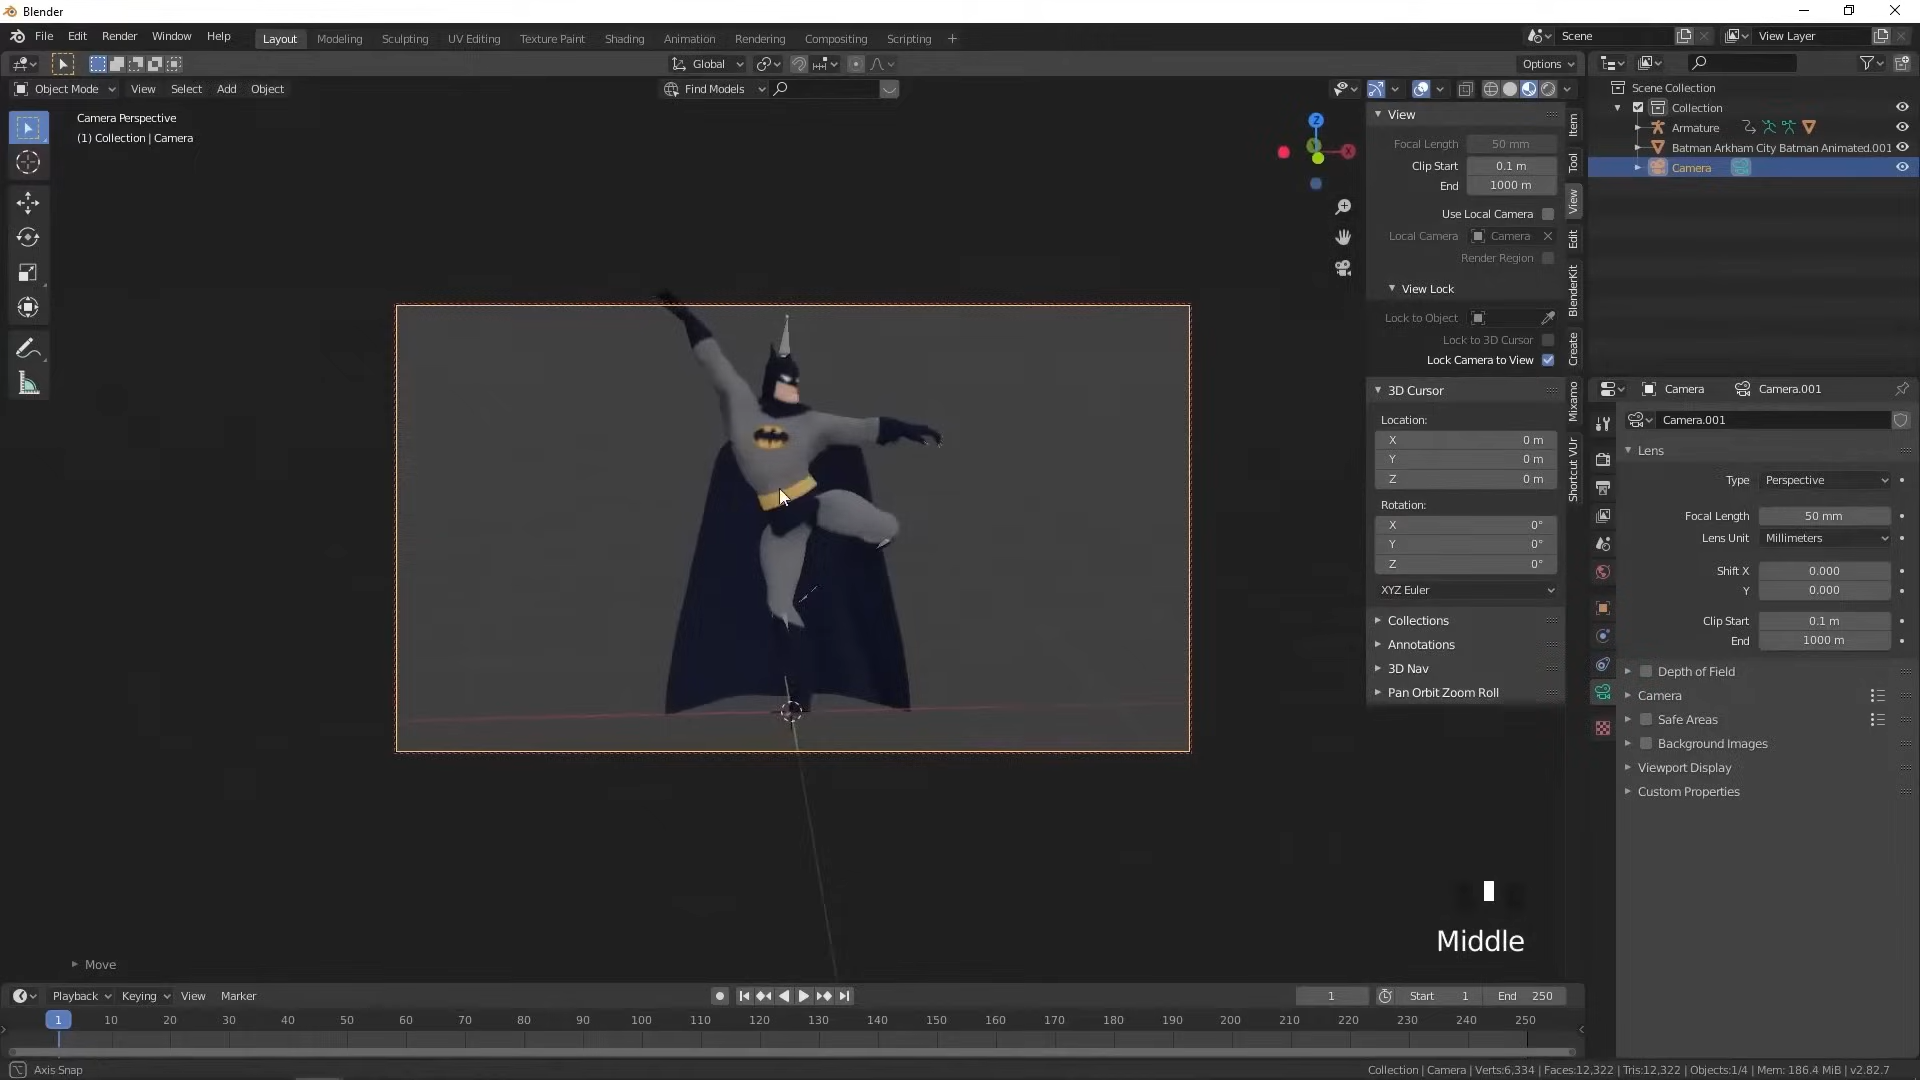 Blender
File Edit Render Window Help
Layout Modeling Sculpting UV Editing Texture Paint Shading Animation Rendering Compositing Scripting
Scene
View Layer
Global
Options
Object Mode View Select Add Object
Find Models
Camera Perspective
(1) Collection | Camera
Z
X
Item
Tool
View
Edit
BlenderKit
Create
Mixamo
Shortcut VUr
View
Focal Length 50 mm
Clip Start 0.1 m
End 1000 m
Use Local Camera
Local Camera Camera
Render Region
View Lock
Lock to Object
Lock to 3D Cursor
Lock Camera to View
3D Cursor
Location:
X 0 m
Y 0 m
Z 0 m
Rotation:
X 0°
Y 0°
Z 0°
XYZ Euler
Collections
Annotations
3D Nav
Pan Orbit Zoom Roll
Scene Collection
Collection
Armature
Batman Arkham City Batman Animated.001
Camera
Camera Camera.001
Camera.001
Lens
Type Perspective
Focal Length 50 mm
Lens Unit Millimeters
Shift X 0.000
Y 0.000
Clip Start 0.1 m
End 1000 m
Depth of Field
Camera
Safe Areas
Background Images
Viewport Display
Custom Properties
Middle
Move
Playback Keying View Marker
1
Start 1 End 250
1 10 20 30 40 50 60 70 80 90 100 110 120 130 140 150 160 170 180 190 200 210 220 230 240 250
Axis Snap
Collection | Camera | Verts:6,334 | Faces:12,322 | Tris:12,322 | Objects:1/4 | Mem: 186.4 MiB | v2.82.7